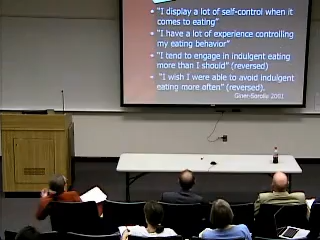 • "I display a lot of self-control when it
comes to eating"
• "I have a lot of experience controlling
my eating behavior"
• "I tend to engage in indulgent eating
more than I should" (reversed)
• "I wish I were able to avoid indulgent
eating more often" (reversed).
Giner-Sorolla 2001